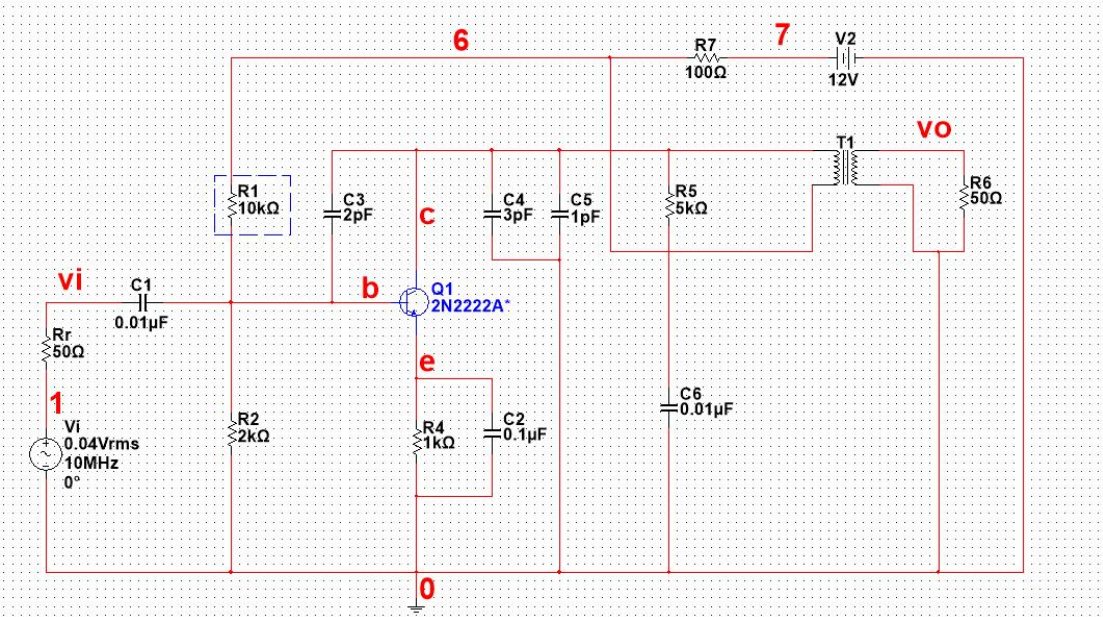 6
R7
100Ω
7
V2
12V
T1
vo
R1
10kΩ
C3
2pF
c
C4
3pF
C5
1pF
R5
5kΩ
R6
50Ω
vi
C1
0.01µF
b
Q1
2N2222A*
Rr
50Ω
e
1
Vi
0.04Vrms
10MHz
0°
R2
2kΩ
R4
1kΩ
C2
0.1µF
C6
0.01µF
0